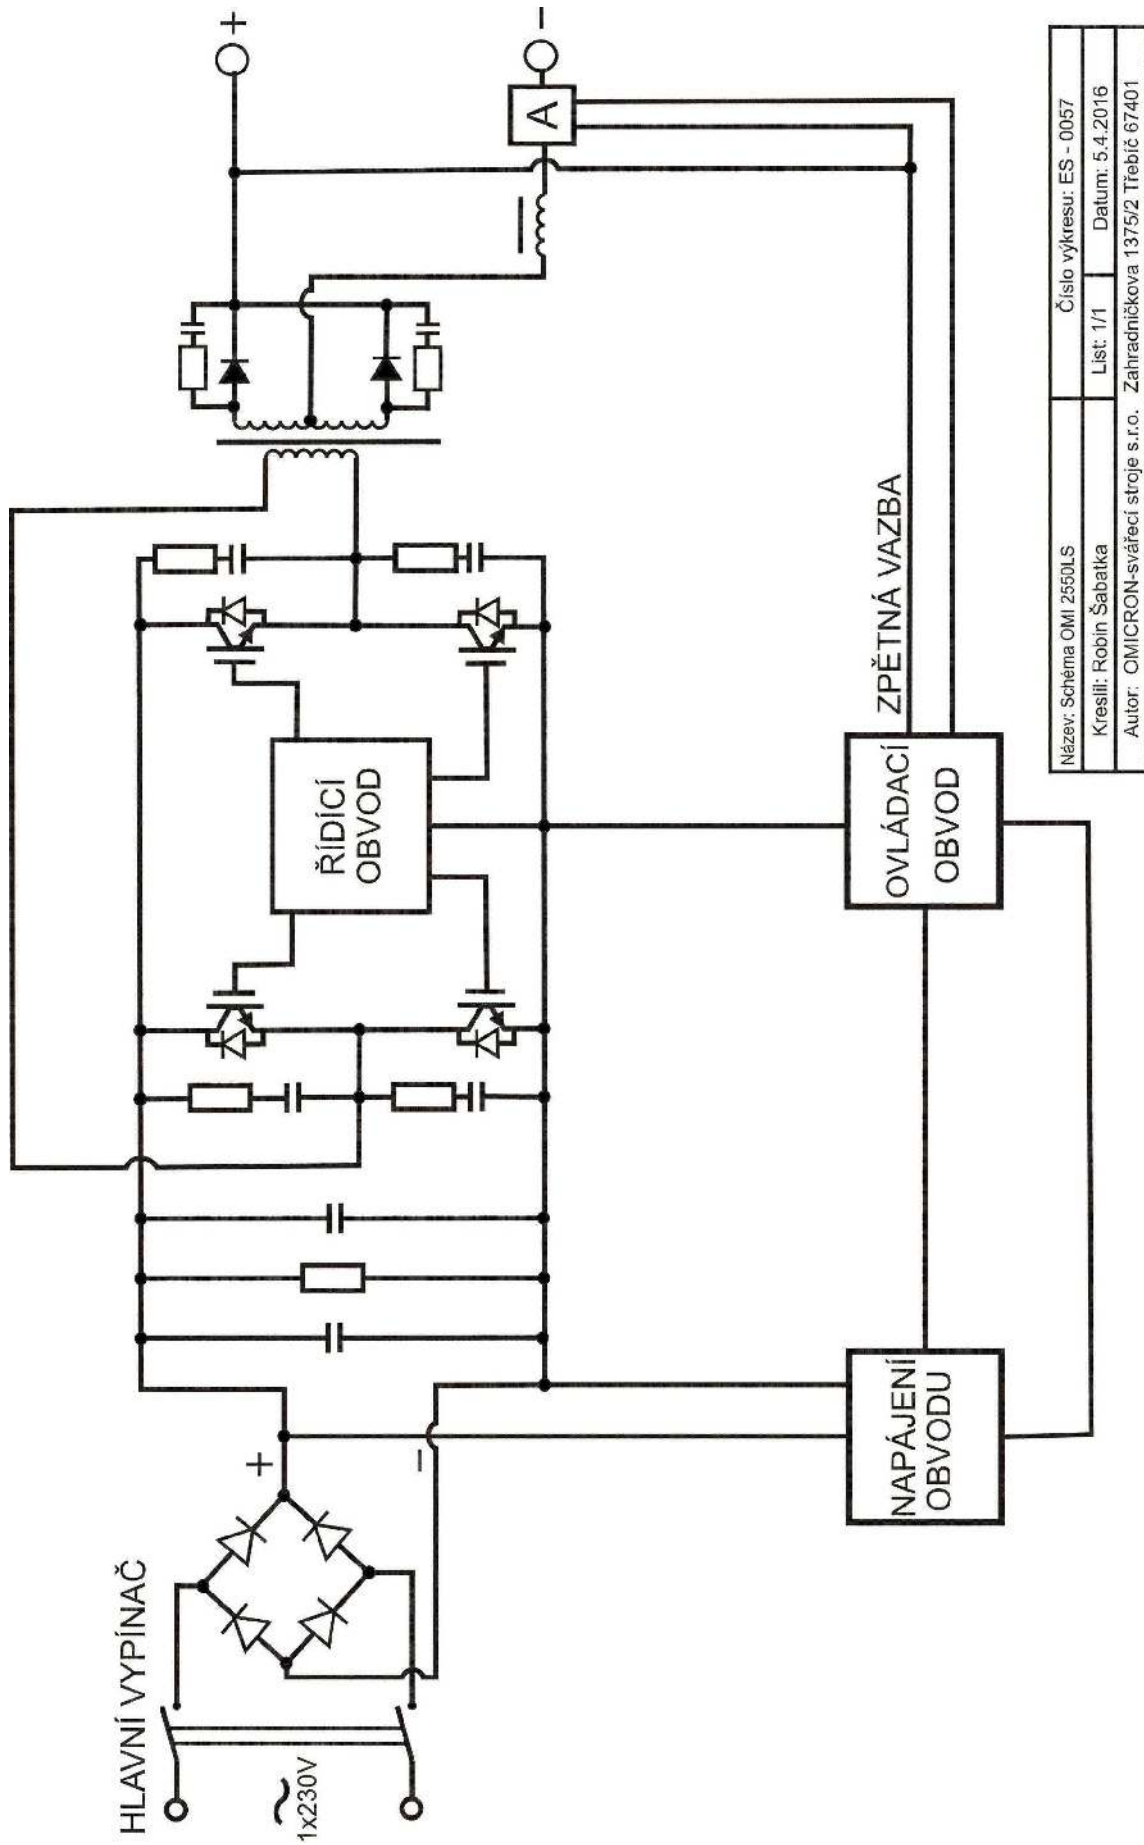 HLAVNÍ VYPÍNAČ
1x230V
+
−
NAPÁJENÍ
OBVODU
ŘÍDÍCÍ
OBVOD
OVLÁDACÍ
OBVOD
ZPĚTNÁ VAZBA
A
+
−
Název: Schéma OMI 2550LS
Číslo výkresu: ES - 0057
Kreslil: Robin Šabatka
List: 1/1
Datum: 5.4.2016
Autor: OMICRON-svářecí stroje s.r.o. Zahradníčkova 1375/2 Třebíč 67401